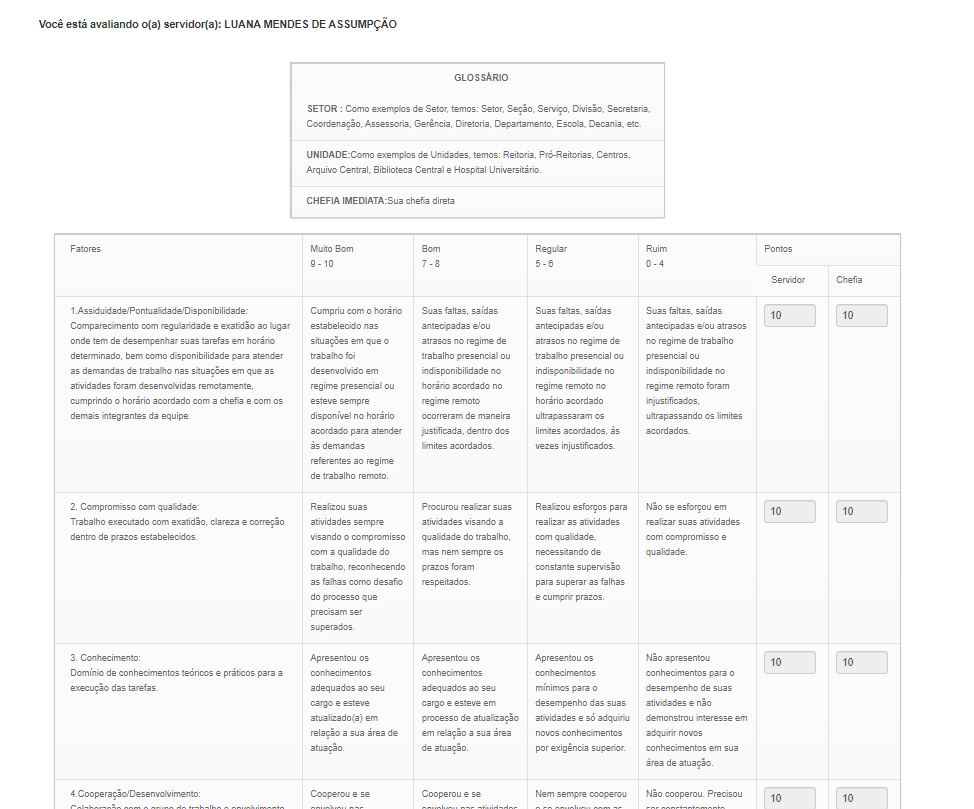 Você está avaliando o(a) servidor(a): LUANA MENDES DE ASSUMPÇÃO
GLOSSÁRIO
SETOR : Como exemplos de Setor, temos: Setor, Seção, Serviço, Divisão, Secretaria,
Coordenação, Assessoria, Gerência, Diretoria, Departamento, Escola, Decania, etc.
UNIDADE:Como exemplos de Unidades, temos: Reitoria, Pró-Reitorias, Centros,
Arquivo Central, Biblioteca Central e Hospital Universitário.
CHEFIA IMEDIATA:Sua chefia direta
Fatores
Muito Bom
9 - 10
Bom
7 - 8
Regular
5 - 6
Ruim
0 - 4
Pontos
Servidor
Chefia
1.Assiduidade/Pontualidade/Disponibilidade:
Comparecimento com regularidade e exatidão ao lugar
onde tem de desempenhar suas tarefas em horário
determinado, bem como disponibilidade para atender
as demandas de trabalho nas situações em que as
atividades foram desenvolvidas remotamente,
cumprindo o horário acordado com a chefia e com os
demais integrantes da equipe.
Cumpriu com o horário
estabelecido nas
situações em que o
trabalho foi
desenvolvido em
regime presencial ou
esteve sempre
disponível no horário
acordado para atender
às demandas
referentes ao regime
de trabalho remoto.
Suas faltas, saídas
antecipadas e/ou
atrasos no regime de
trabalho presencial ou
indisponibilidade no
horário acordado no
regime remoto
ocorreram de maneira
justificada, dentro dos
limites acordados.
Suas faltas, saídas
antecipadas e/ou
atrasos no regime de
trabalho presencial ou
indisponibilidade no
regime remoto no
horário acordado
ultrapassaram os
limites acordados, às
vezes injustificados.
Suas faltas, saídas
antecipadas e/ou atrasos
no regime de trabalho
presencial ou
indisponibilidade no
regime remoto foram
injustificados,
ultrapassando os limites
acordados.
10
10
2. Compromisso com qualidade:
Trabalho executado com exatidão, clareza e correção
dentro de prazos estabelecidos.
Realizou suas
atividades sempre
visando o compromisso
com a qualidade do
trabalho, reconhecendo
as falhas como desafio
do processo que
precisam ser
superados.
Procurou realizar suas
atividades visando a
qualidade do trabalho,
mas nem sempre os
prazos foram
respeitados.
Realizou esforços para
realizar as atividades
com qualidade,
necessitando de
constante supervisão
para superar as falhas
e cumprir prazos.
Não se esforçou em
realizar suas atividades
com compromisso e
qualidade.
10
10
3. Conhecimento:
Domínio de conhecimentos teóricos e práticos para a
execução das tarefas.
Apresentou os
conhecimentos
adequados ao seu
cargo e esteve
atualizado(a) em
relação a sua área de
atuação.
Apresentou os
conhecimentos
adequados ao seu
cargo e esteve em
processo de atualização
em relação a sua área
de atuação.
Apresentou os
conhecimentos
mínimos para o
desempenho das suas
atividades e só adquiriu
novos conhecimentos
por exigência superior.
Não apresentou
conhecimentos para o
desempenho de suas
atividades e não
demonstrou interesse em
adquirir novos
conhecimentos em sua
área de atuação.
10
10
4.Cooperação/Desenvolvimento:
Colaboração com o grupo de trabalho e envolvimento
Cooperou e se
envolveu nas
Cooperou e se
envolveu nas atividades
Nem sempre cooperou
e se envolveu com as
Não cooperou. Precisou
ser constantemente
10
10